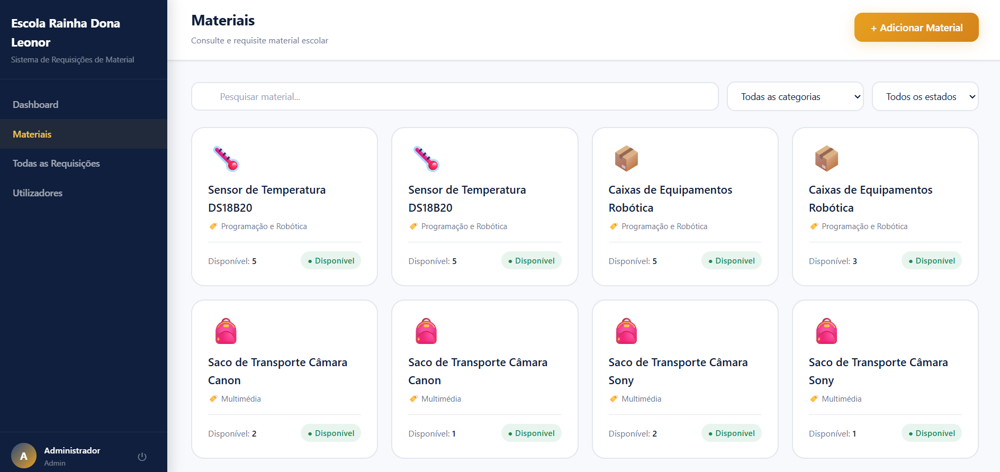 Escola Rainha Dona
Leonor
Sistema de Requisições de Material
Dashboard
Materiais
Todas as Requisições
Utilizadores
A
Administrador
Admin
Materiais
Consulte e requisite material escolar
+ Adicionar Material
Pesquisar material...
Todas as categorias
Todos os estados
Sensor de Temperatura
DS18B20
Programação e Robótica
Disponível: 5
● Disponível
Sensor de Temperatura
DS18B20
Programação e Robótica
Disponível: 5
● Disponível
Caixas de Equipamentos
Robótica
Programação e Robótica
Disponível: 5
● Disponível
Caixas de Equipamentos
Robótica
Programação e Robótica
Disponível: 3
● Disponível
Saco de Transporte Câmara
Canon
Multimédia
Disponível: 2
● Disponível
Saco de Transporte Câmara
Canon
Multimédia
Disponível: 1
● Disponível
Saco de Transporte Câmara
Sony
Multimédia
Disponível: 2
● Disponível
Saco de Transporte Câmara
Sony
Multimédia
Disponível: 1
● Disponível